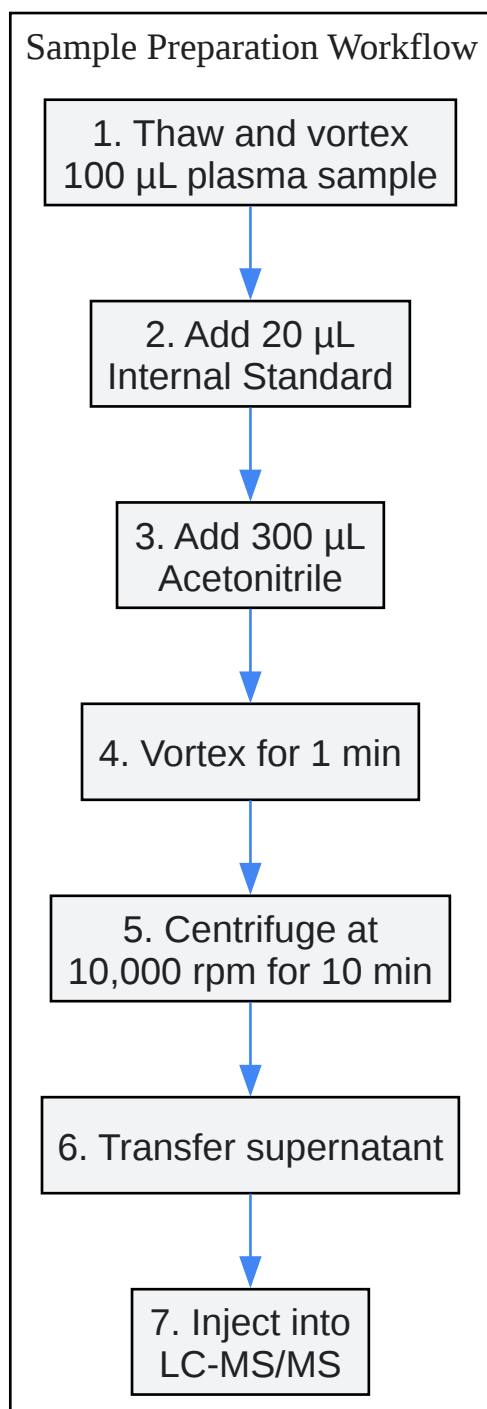 Sample Preparation Workflow
1. Thaw and vortex
100 µL plasma sample
2. Add 20 µL
Internal Standard
3. Add 300 µL
Acetonitrile
4. Vortex for 1 min
5. Centrifuge at
10,000 rpm for 10 min
6. Transfer supernatant
7. Inject into
LC-MS/MS